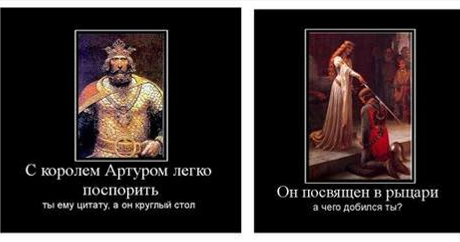 С королем Артуром легко
поспорить
ты ему цитату, а он круглый стол
Он посвящен в рыцари
а чего добился ты?